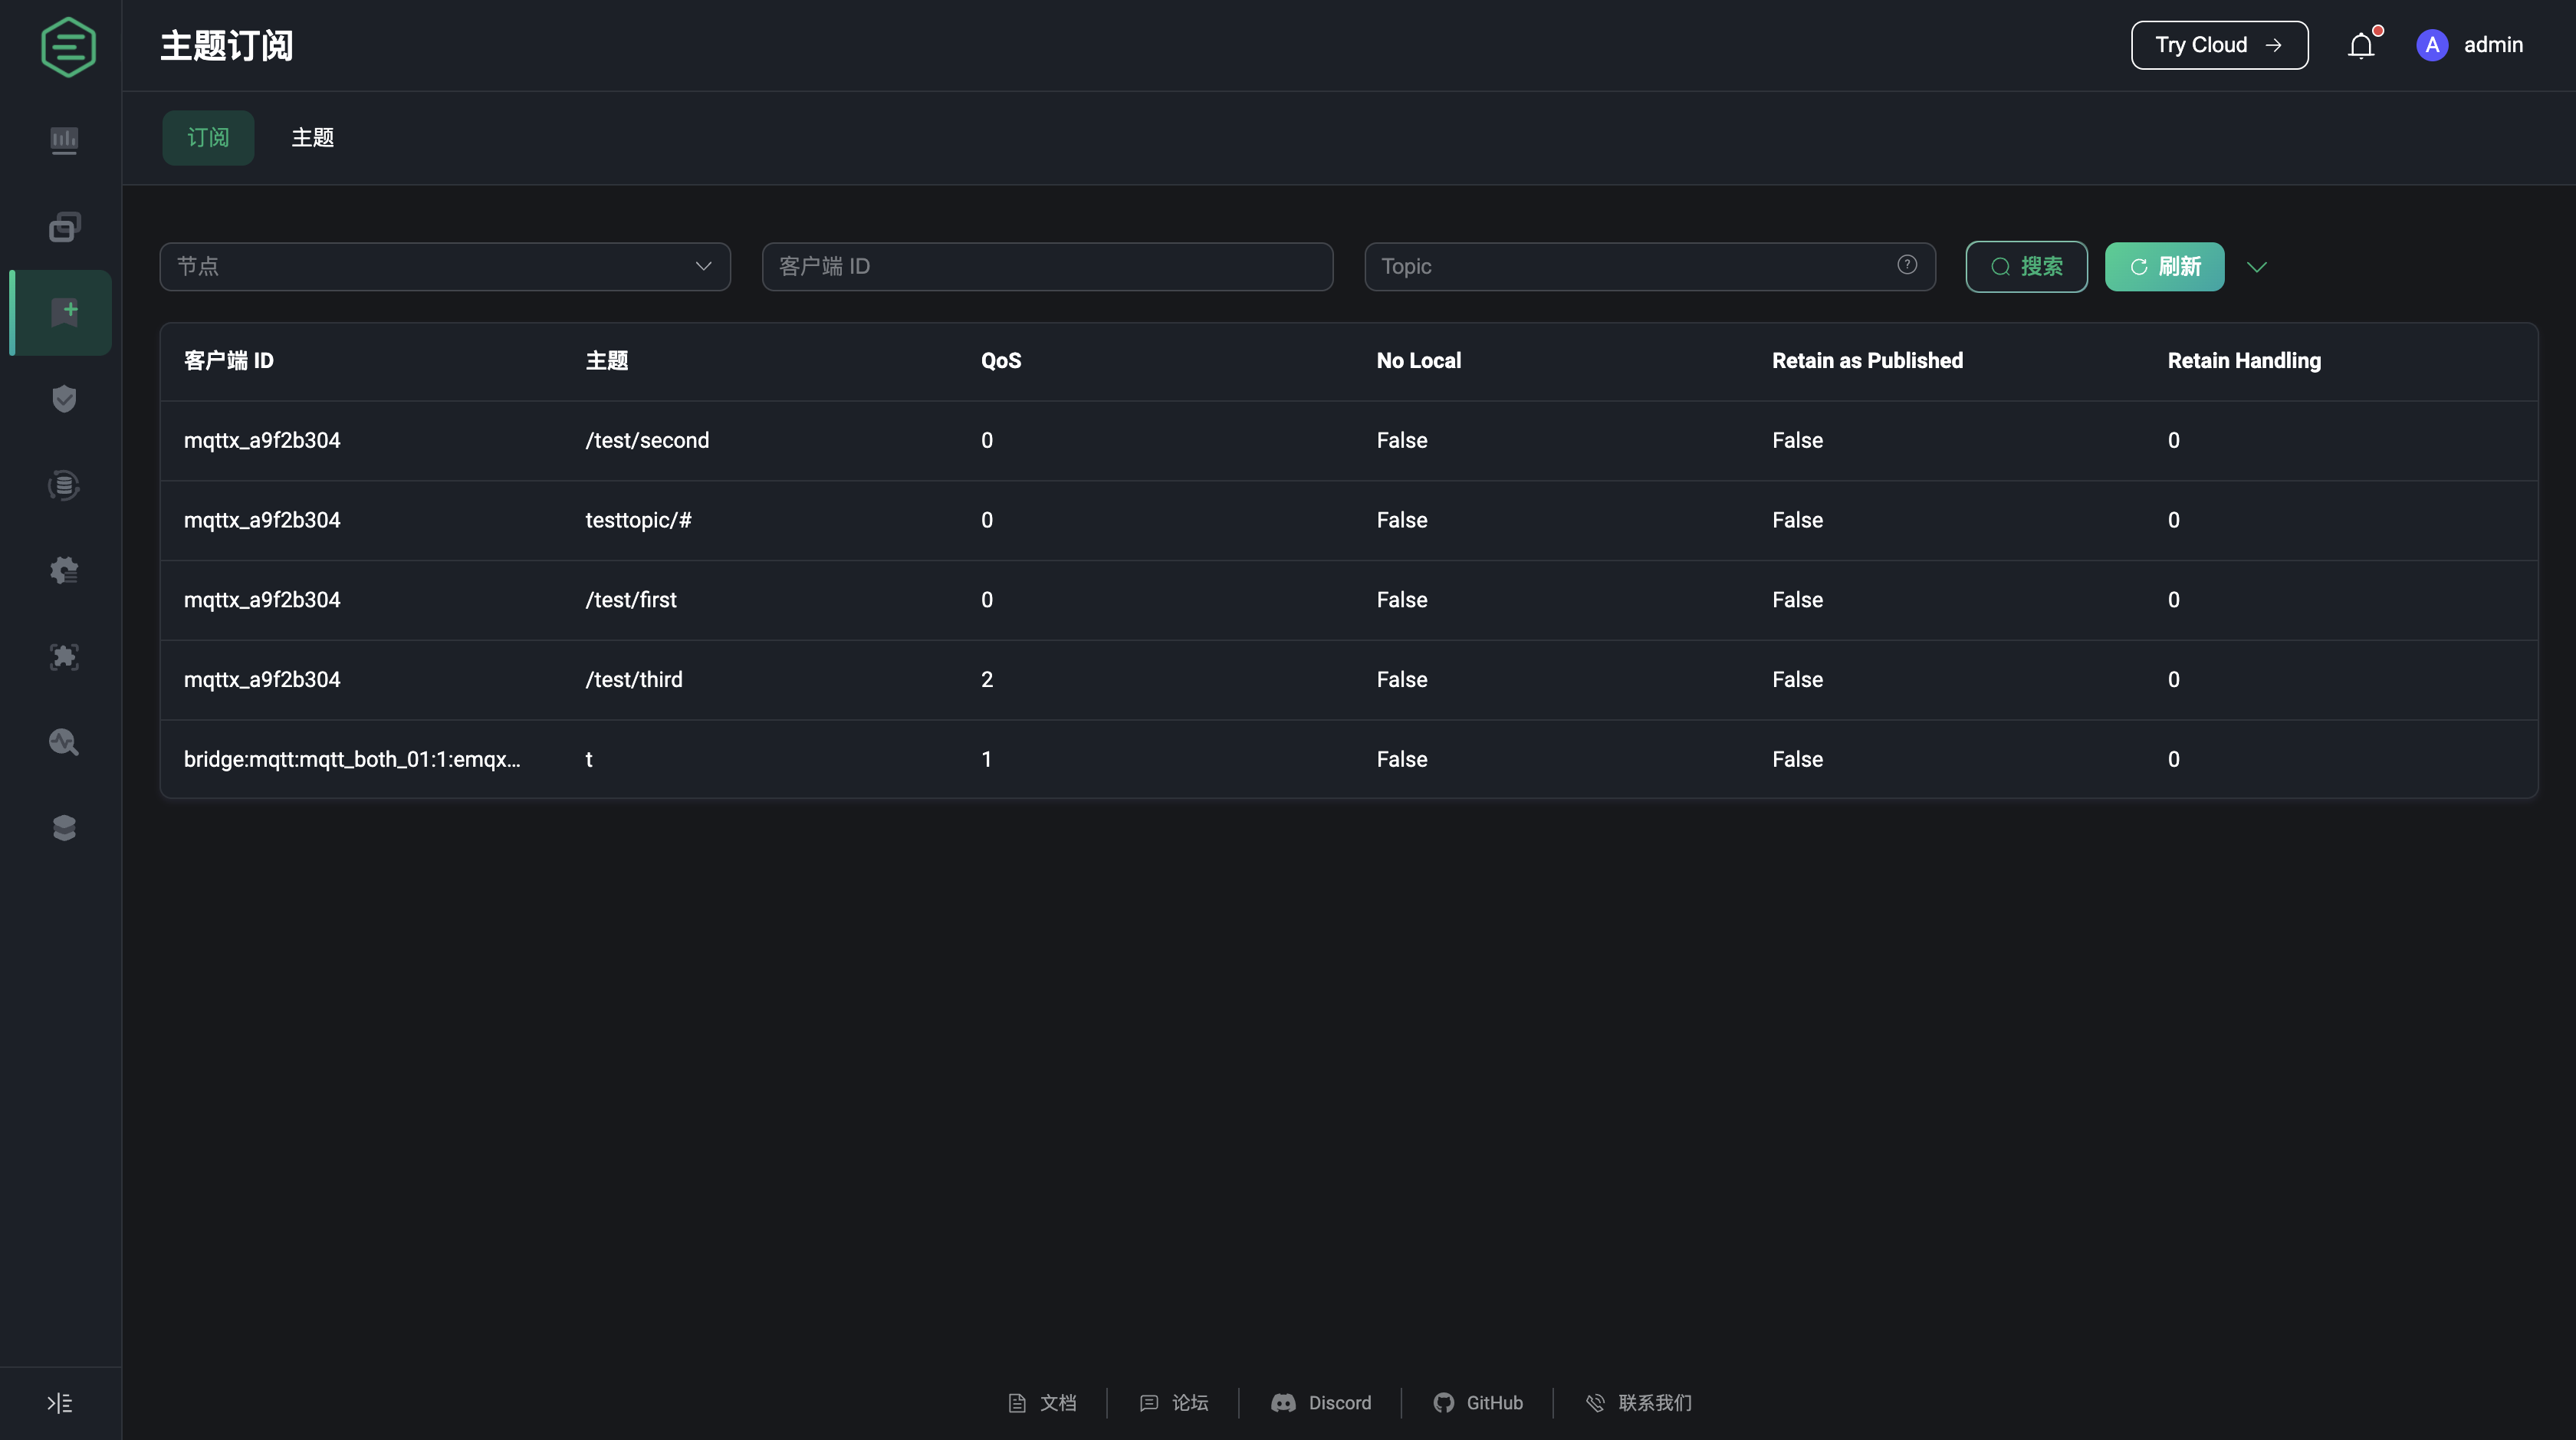 主题订阅
Try Cloud
A
admin
订阅 主题
节点
客户端 ID
Topic
搜索
刷新
客户端 ID 主题 QoS No Local Retain as Published Retain Handling
mqttx_a9f2b304 /test/second 0 False False 0
mqttx_a9f2b304 testtopic/# 0 False False 0
mqttx_a9f2b304 /test/first 0 False False 0
mqttx_a9f2b304 /test/third 2 False False 0
bridge:mqtt:mqtt_both_01:1:emqx... t 1 False False 0
文档 论坛 Discord GitHub 联系我们